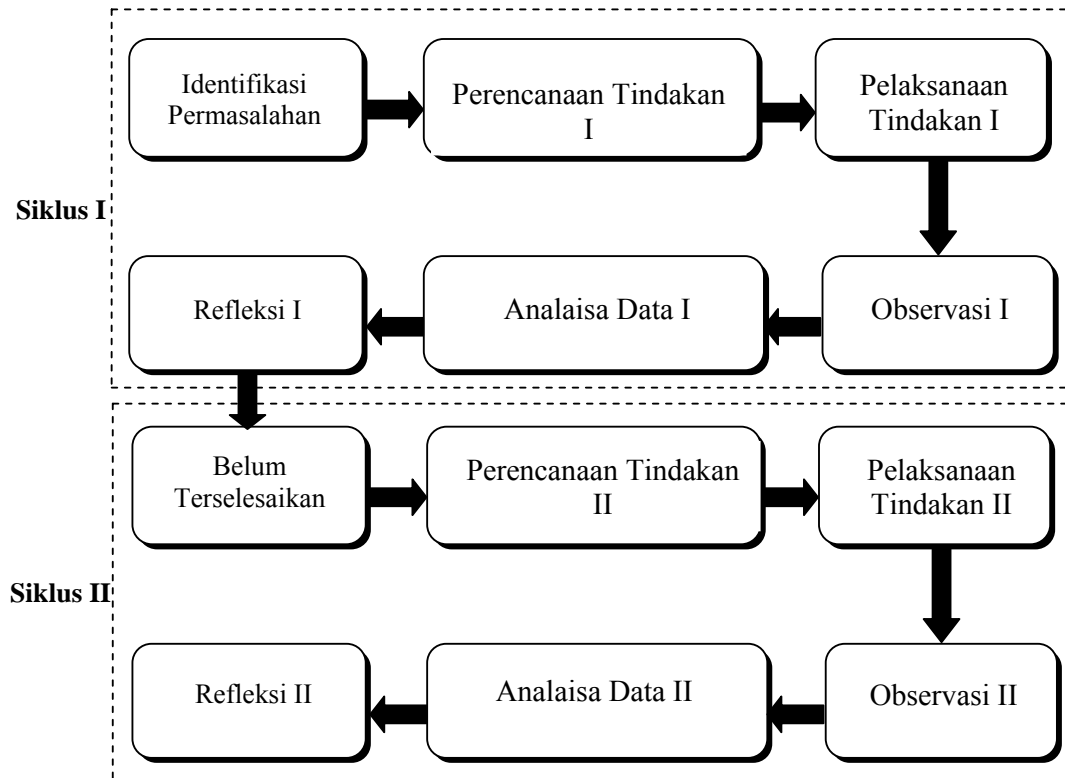 Identifikasi
Permasalahan
Perencanaan Tindakan
I
Pelaksanaan
Tindakan I
Siklus I
Refleksi I
Analaisa Data I
Observasi I
Belum
Terselesaikan
Perencanaan Tindakan
II
Pelaksanaan
Tindakan II
Siklus II
Refleksi II
Analaisa Data II
Observasi II